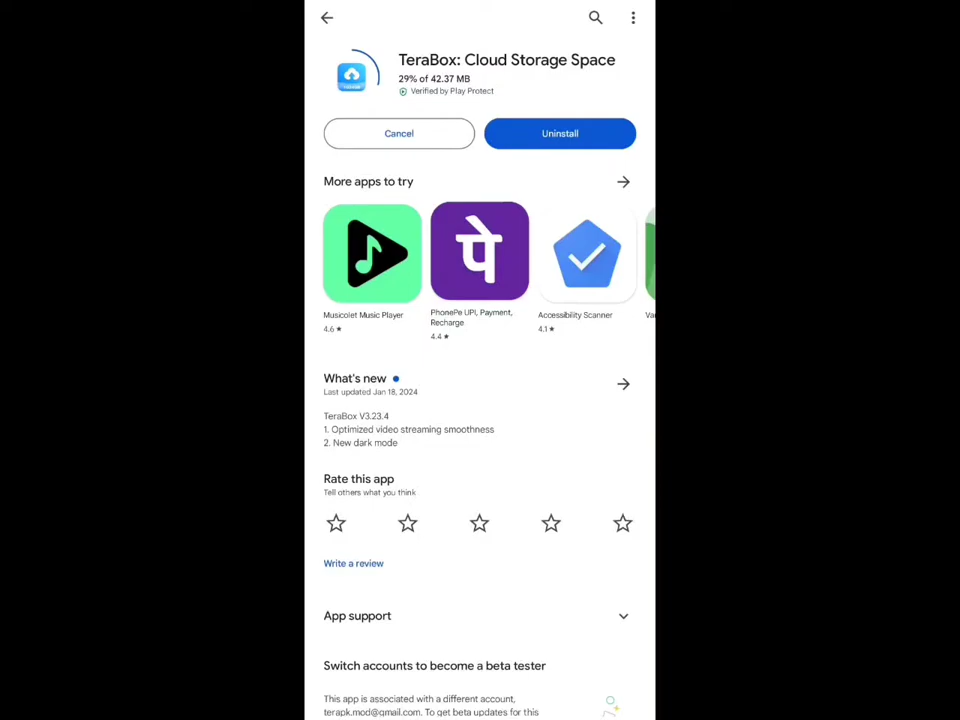 TeraBox: Cloud Storage Space
29% of 42.37 MB
Verified by Play Protect
Cancel
Uninstall
More apps to try
पे
Musicolet Music Player
4.6 ★
PhonePe UPI, Payment,
Recharge
4.4 ★
Accessibility Scanner
4.1 ★
What's new
Last updated Jan 18, 2024
TeraBox V3.23.4
1. Optimized video streaming smoothness
2. New dark mode
Rate this app
Tell others what you think
Write a review
App support
Switch accounts to become a beta tester
This app is associated with a different account,
terapk.mod@gmail.com. To get beta updates for this